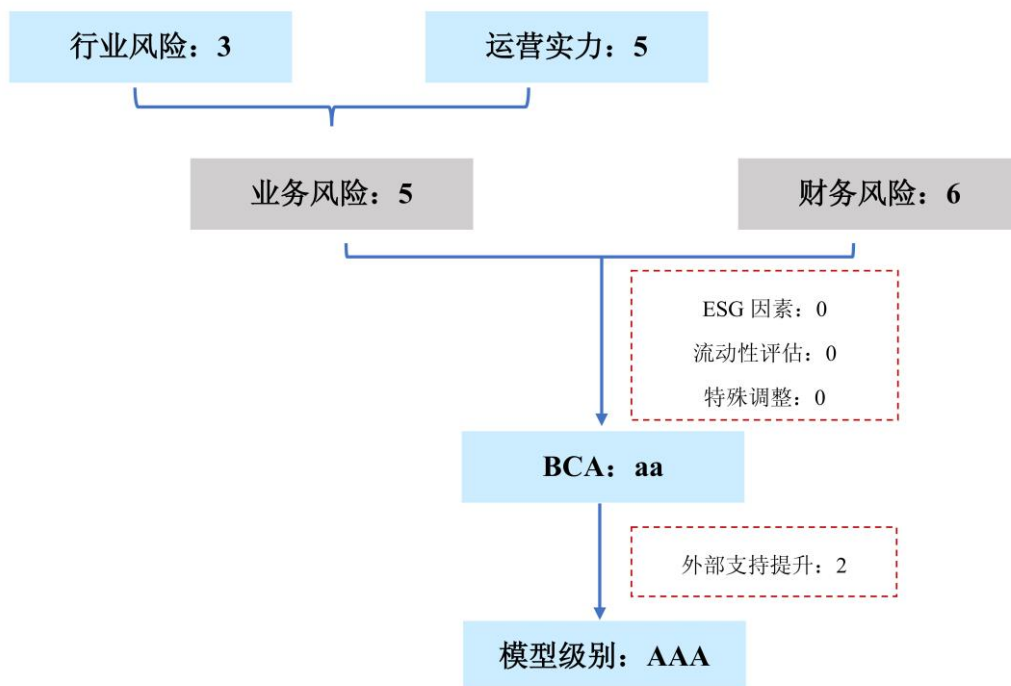 行业风险：3
运营实力：5
业务风险：5
财务风险：6
ESG 因素：0
流动性评估：0
特殊调整：0
BCA：aa
外部支持提升：2
模型级别：AAA